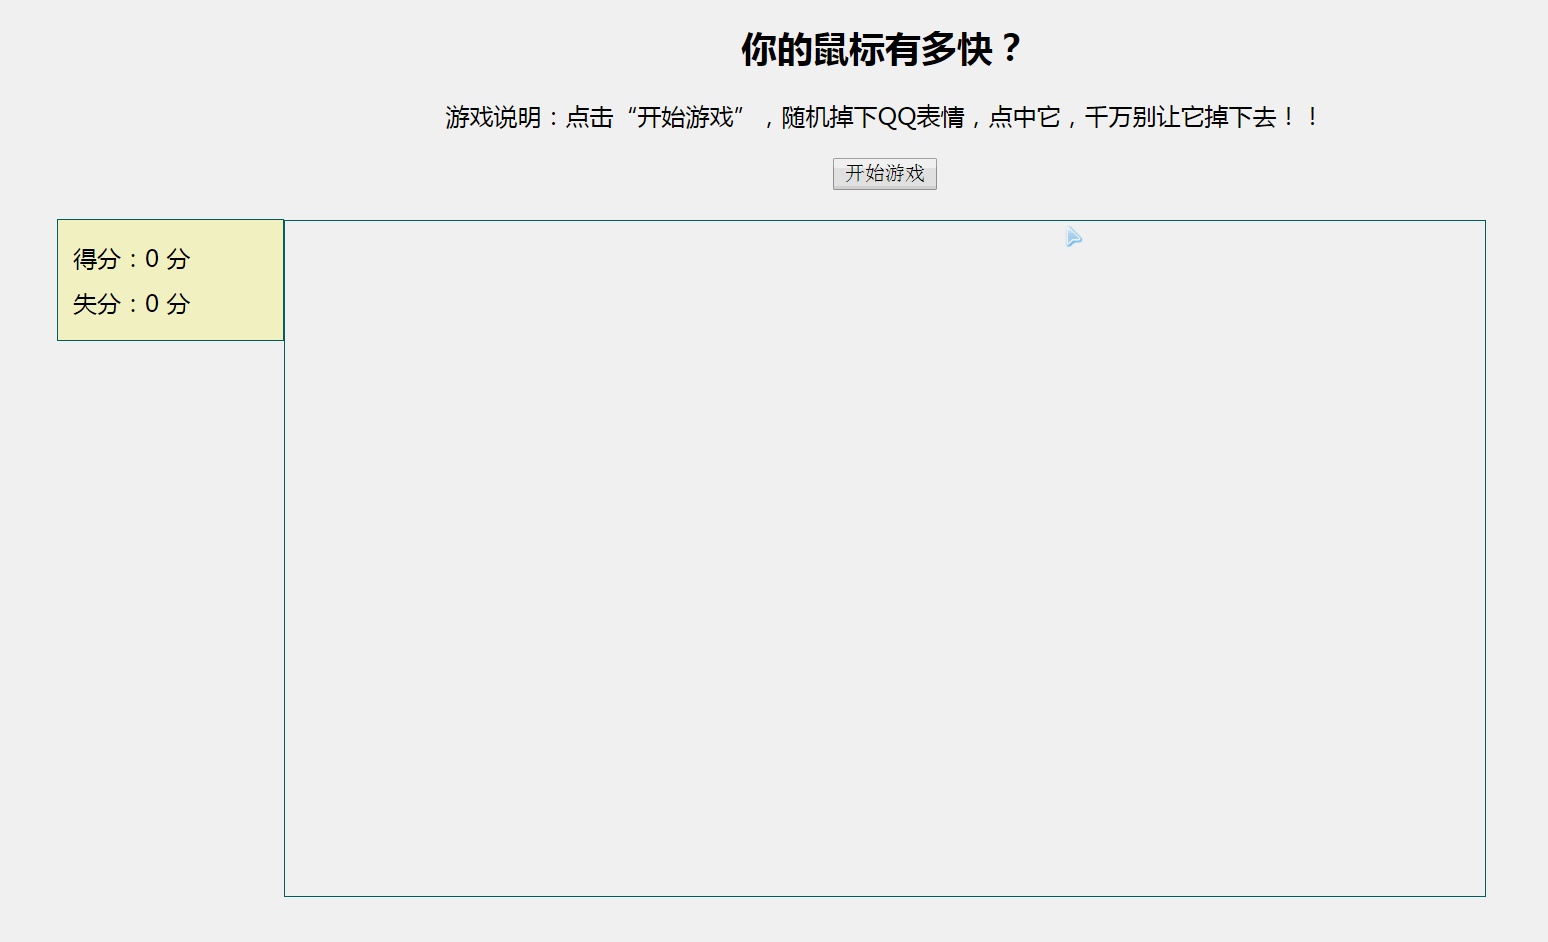 你的鼠标有多快？
游戏说明：点击“开始游戏”，随机掉下QQ表情，点中它，千万别让它掉下去！！
开始游戏
得分：0 分
失分：0 分